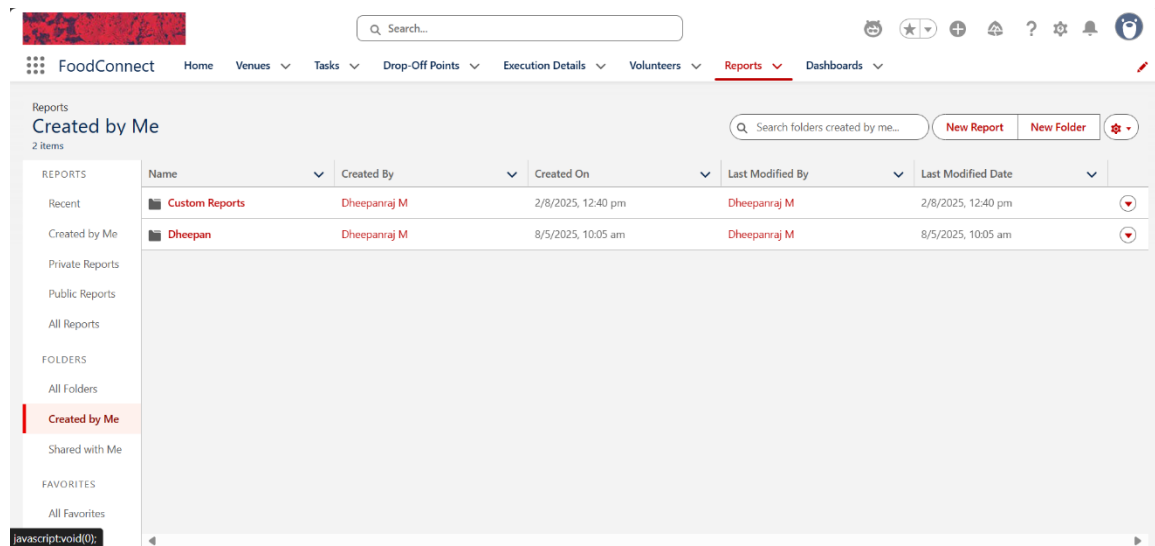 Search...
FoodConnect Home Venues Tasks Drop-Off Points Execution Details Volunteers Reports Dashboards
Reports
Created by Me
2 items
Search folders created by me... New Report New Folder
REPORTS Name Created By Created On Last Modified By Last Modified Date
Recent Custom Reports Dheepanraj M 2/8/2025, 12:40 pm Dheepanraj M 2/8/2025, 12:40 pm
Created by Me Dheepan Dheepanraj M 8/5/2025, 10:05 am Dheepanraj M 8/5/2025, 10:05 am
Private Reports
Public Reports
All Reports
FOLDERS
All Folders
Created by Me
Shared with Me
FAVORITES
All Favorites
javascript:void(0);